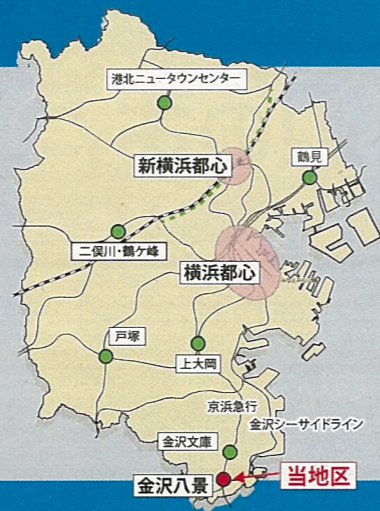 港北ニュータウンセンター
新横浜都心
鶴見
二俣川・鶴ケ峰
横浜都心
戸塚
上大岡
京浜急行
金沢シーサイドライン
金沢文庫
金沢八景
当地区